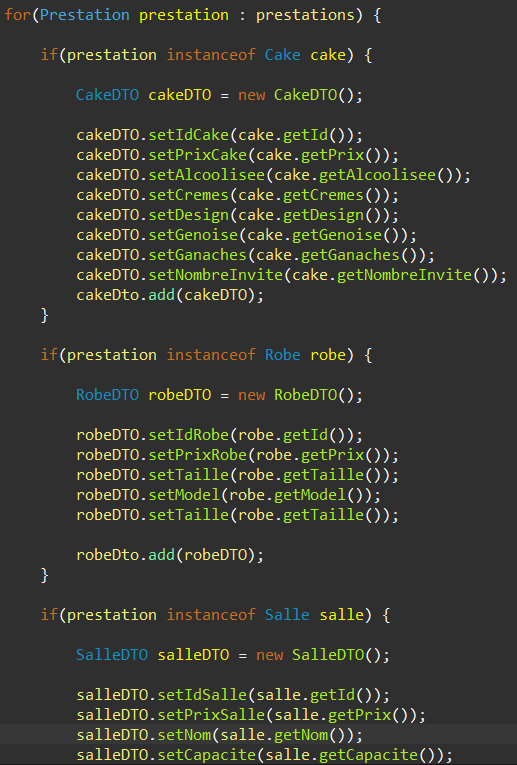 for(Prestation prestation : prestations) {
if(prestation instanceof Cake cake) {
CakeDTO cakeDTO = new CakeDTO();
cakeDTO.setIdCake(cake.getId());
cakeDTO.setPrixCake(cake.getPrix());
cakeDTO.setAlcoolisee(cake.getAlcoolisee());
cakeDTO.setCremes(cake.getCremes());
cakeDTO.setDesign(cake.getDesign());
cakeDTO.setGenoise(cake.getGenoise());
cakeDTO.setGanaches(cake.getGanaches());
cakeDTO.setNombreInvite(cake.getNombreInvite());
cakeDto.add(cakeDTO);
}
if(prestation instanceof Robe robe) {
RobeDTO robeDTO = new RobeDTO();
robeDTO.setIdRobe(robe.getId());
robeDTO.setPrixRobe(robe.getPrix());
robeDTO.setTaille(robe.getTaille());
robeDTO.setModel(robe.getModel());
robeDTO.setTaille(robe.getTaille());
robeDto.add(robeDTO);
}
if(prestation instanceof Salle salle) {
SalleDTO salleDTO = new SalleDTO();
salleDTO.setIdSalle(salle.getId());
salleDTO.setPrixSalle(salle.getPrix());
salleDTO.setNom(salle.getNom());
salleDTO.setCapacite(salle.getCapacite());